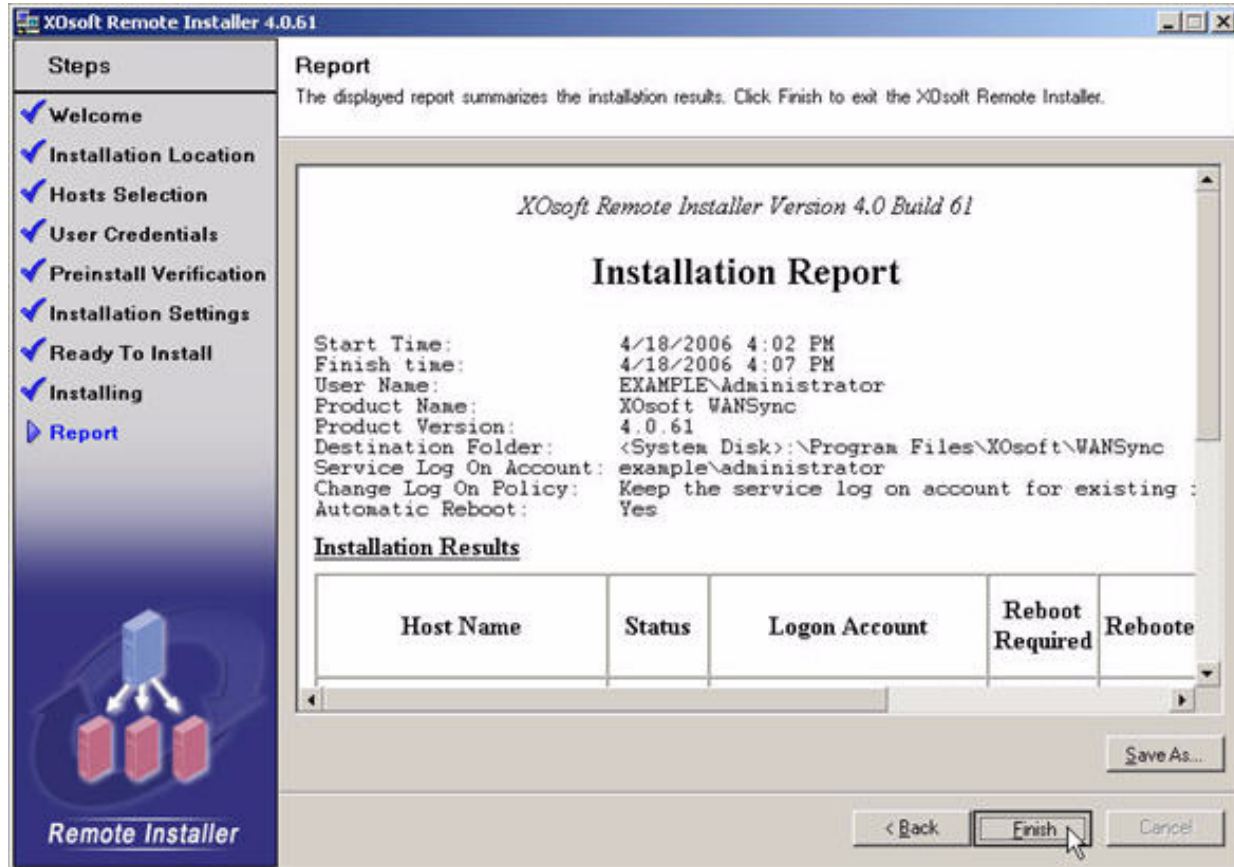 XOsoft Remote Installer 4.0.61
Steps
Welcome
Installation Location
Hosts Selection
User Credentials
Preinstall Verification
Installation Settings
Ready To Install
Installing
Report
Remote Installer
Report
The displayed report summarizes the installation results. Click Finish to exit the XOsoft Remote Installer.
XOsoft Remote Installer Version 4.0 Build 61
Installation Report
Start Time: 4/18/2006 4:02 PM
Finish time: 4/18/2006 4:07 PM
User Name: EXAMPLE\Administrator
Product Name: XOsoft WANSync
Product Version: 4.0.61
Destination Folder: <System Disk>:\Program Files\XOsoft\WANSync
Service Log On Account: example\administrator
Change Log On Policy: Keep the service log on account for existing
Automatic Reboot: Yes
Installation Results
Host Name Status Logon Account Reboot Required Reboote
Save As...
< Back Finish Cancel